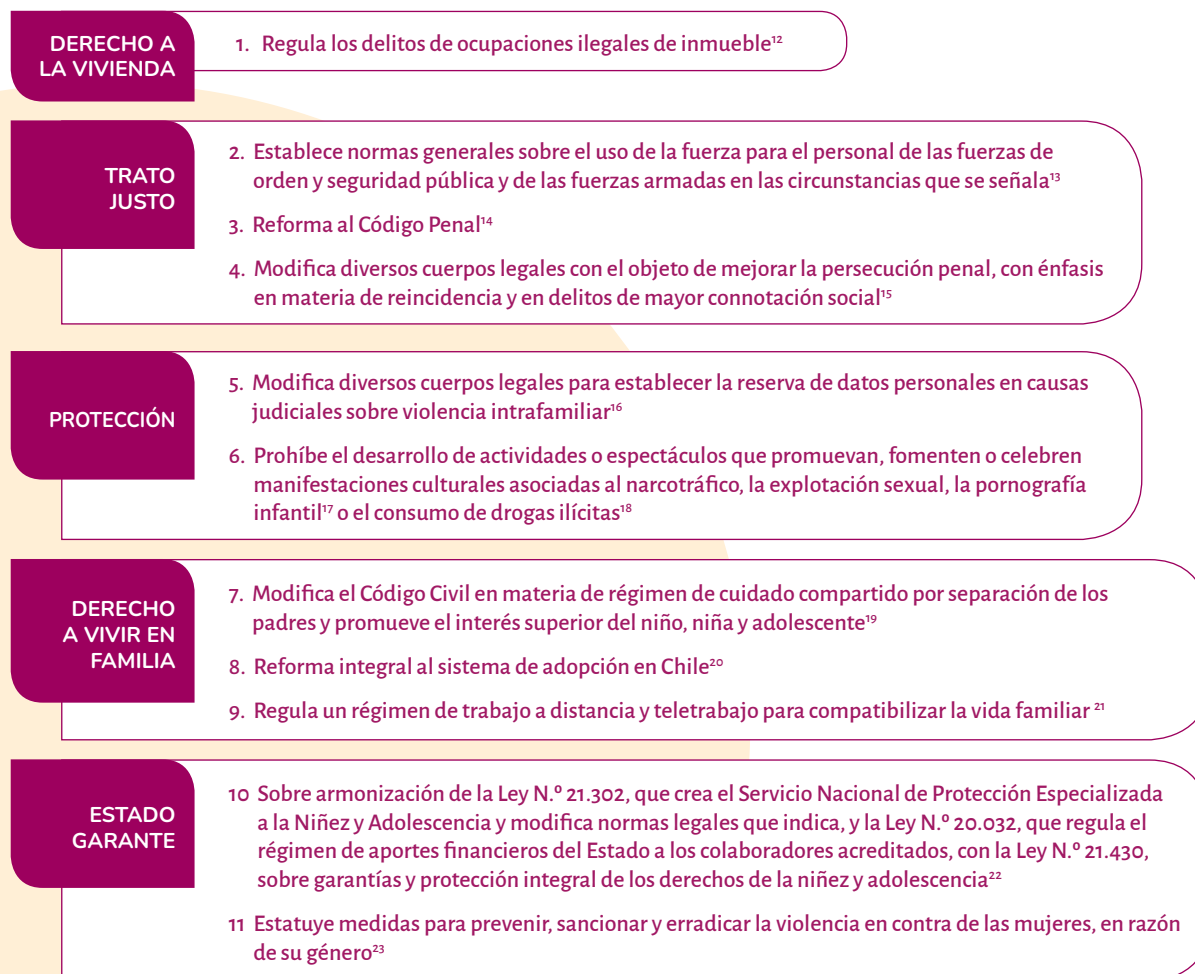 DERECHO A
LA VIVIENDA
1. Regula los delitos de ocupaciones ilegales de inmueble¹²
TRATO
JUSTO
2. Establece normas generales sobre el uso de la fuerza para el personal de las fuerzas de
orden y seguridad pública y de las fuerzas armadas en las circunstancias que se señala¹³
3. Reforma al Código Penal¹⁴
4. Modifica diversos cuerpos legales con el objeto de mejorar la persecución penal, con énfasis
en materia de reincidencia y en delitos de mayor connotación social¹⁵
PROTECCIÓN
5. Modifica diversos cuerpos legales para establecer la reserva de datos personales en causas
judiciales sobre violencia intrafamiliar¹⁶
6. Prohíbe el desarrollo de actividades o espectáculos que promuevan, fomenten o celebren
manifestaciones culturales asociadas al narcotráfico, la explotación sexual, la pornografía
infantil¹⁷ o el consumo de drogas ilícitas¹⁸
DERECHO
A VIVIR EN
FAMILIA
7. Modifica el Código Civil en materia de régimen de cuidado compartido por separación de los
padres y promueve el interés superior del niño, niña y adolescente¹⁹
8. Reforma integral al sistema de adopción en Chile²⁰
9. Regula un régimen de trabajo a distancia y teletrabajo para compatibilizar la vida familiar ²¹
ESTADO
GARANTE
10 Sobre armonización de la Ley N.º 21.302, que crea el Servicio Nacional de Protección Especializada
a la Niñez y Adolescencia y modifica normas legales que indica, y la Ley N.º 20.032, que regula el
régimen de aportes financieros del Estado a los colaboradores acreditados, con la Ley N.º 21.430,
sobre garantías y protección integral de los derechos de la niñez y adolescencia²²
11 Estatuye medidas para prevenir, sancionar y erradicar la violencia en contra de las mujeres, en razón
de su género²³